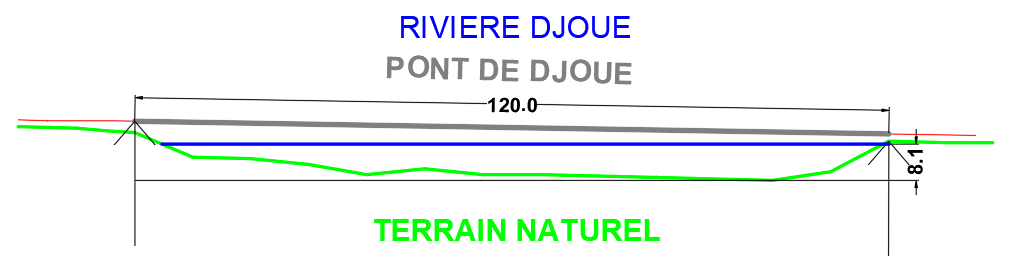 RIVIERE DJOUE
PONT DE DJOUE
120.0
8.1
TERRAIN NATUREL